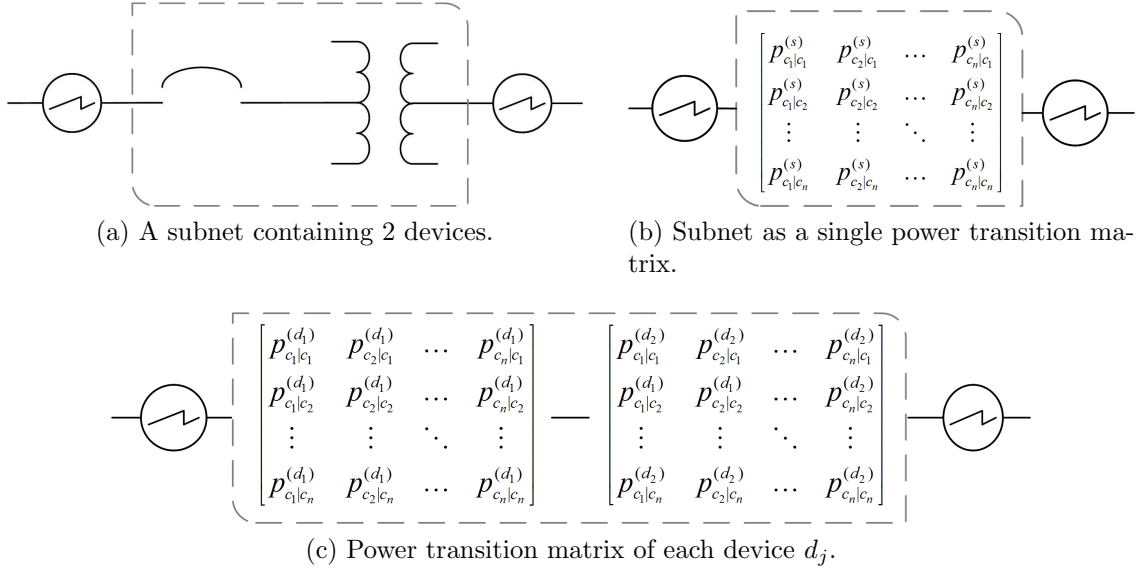 p^{(s)}_{c_1|c_1} p^{(s)}_{c_2|c_1} … p^{(s)}_{c_n|c_1}
p^{(s)}_{c_1|c_2} p^{(s)}_{c_2|c_2} … p^{(s)}_{c_n|c_2}
⋮ ⋮ ⋱ ⋮
p^{(s)}_{c_1|c_n} p^{(s)}_{c_2|c_n} … p^{(s)}_{c_n|c_n}
(a) A subnet containing 2 devices.
(b) Subnet as a single power transition ma-
trix.
p^{(d_1)}_{c_1|c_1} p^{(d_1)}_{c_2|c_1} … p^{(d_1)}_{c_n|c_1} p^{(d_2)}_{c_1|c_1} p^{(d_2)}_{c_2|c_1} … p^{(d_2)}_{c_n|c_1}
p^{(d_1)}_{c_1|c_2} p^{(d_1)}_{c_2|c_2} … p^{(d_1)}_{c_n|c_2} p^{(d_1)}_{c_1|c_2} p^{(d_1)}_{c_2|c_2} … p^{(d_2)}_{c_n|c_2}
⋮ ⋮ ⋱ ⋮ ⋮ ⋮ ⋱ ⋮
p^{(d_1)}_{c_1|c_n} p^{(d_1)}_{c_2|c_n} … p^{(d_1)}_{c_n|c_n} p^{(d_2)}_{c_1|c_n} p^{(d_2)}_{c_2|c_n} … p^{(d_2)}_{c_n|c_n}
(c) Power transition matrix of each device d_j.